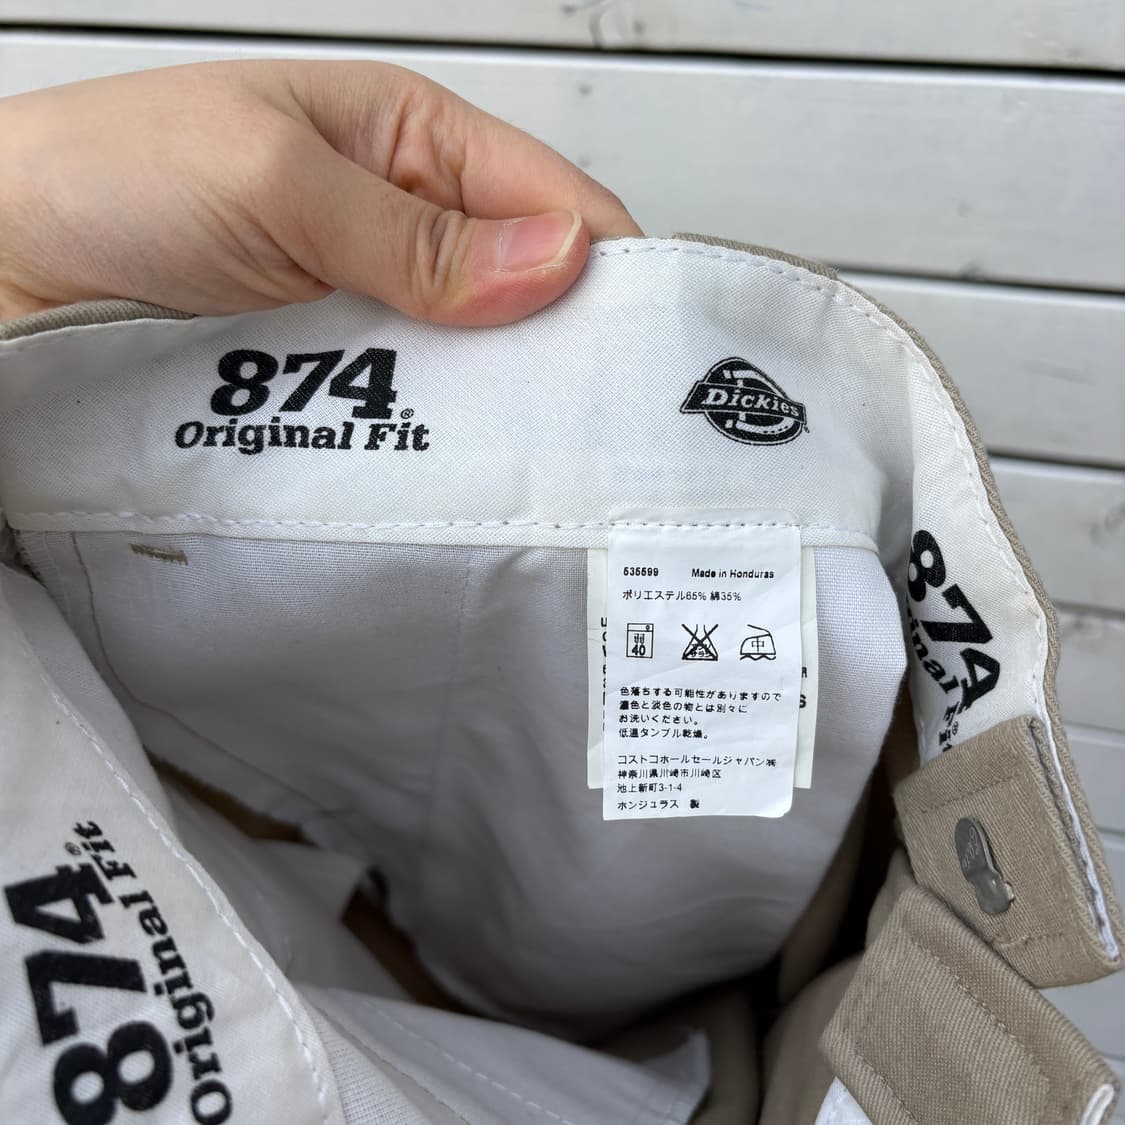 874®
Original Fit
Dickies
535599 Made in Honduras
ポリエステル65% 綿35%
40
中
色落ちする可能性がありますので
濃色と淡色の物とは別々に
お洗いください。
低温タンブル乾燥。
コストコホールセールジャパン㈱
神奈川県川崎市川崎区
池上新町3-1-4
ホンジュラス 製
874
Original Fit
874®
Original Fit